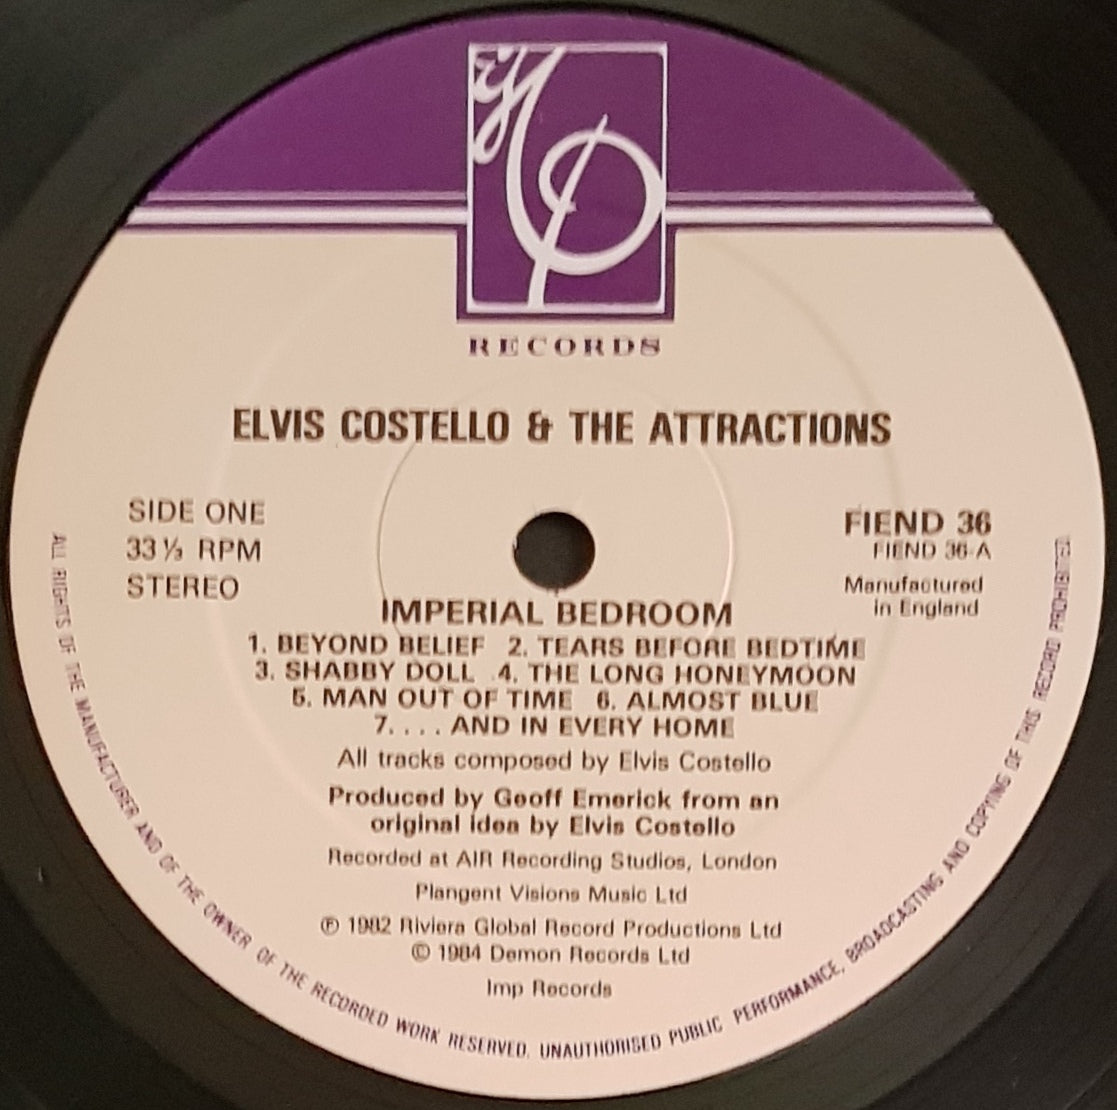 RECORDS
ELVIS COSTELLO & THE ATTRACTIONS
SIDE ONE
33⅓ RPM
STEREO
FIEND 36
FIEND 36-A
Manufactured
in England
IMPERIAL BEDROOM
1. BEYOND BELIEF 2. TEARS BEFORE BEDTIME
3. SHABBY DOLL 4. THE LONG HONEYMOON
5. MAN OUT OF TIME 6. ALMOST BLUE
7. . . . AND IN EVERY HOME
All tracks composed by Elvis Costello
Produced by Geoff Emerick from an
original idea by Elvis Costello
Recorded at AIR Recording Studios, London
Plangent Visions Music Ltd
℗ 1982 Riviera Global Record Productions Ltd
© 1984 Demon Records Ltd
Imp Records
ALL RIGHTS OF THE MANUFACTURER AND OF THE OWNER OF THE RECORDED WORK RESERVED. UNAUTHORISED PUBLIC PERFORMANCE, BROADCASTING AND COPYING OF THIS RECORD PROHIBITED.